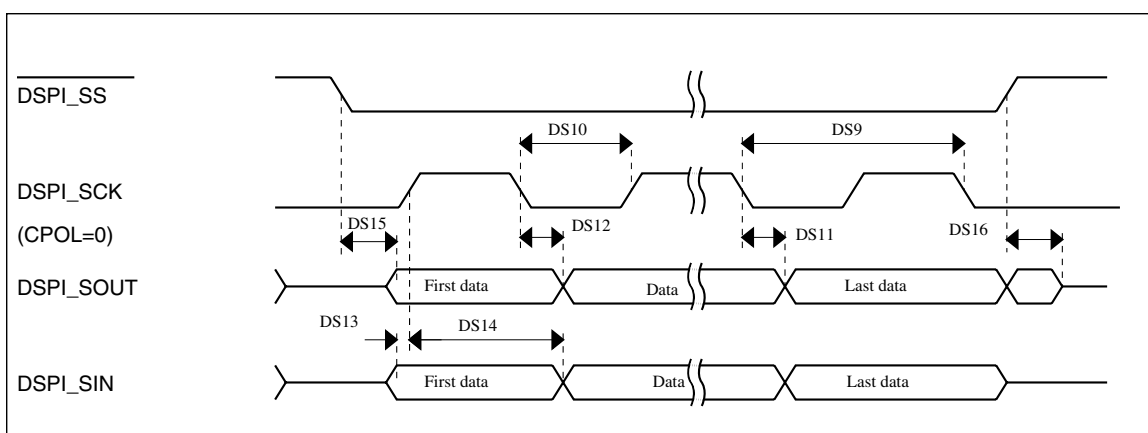 DSPI_SS
DS10
DS9
DSPI_SCK
(CPOL=0)
DS15
DS12
DS11
DS16
DSPI_SOUT
First data
Data
Last data
DS13
DS14
DSPI_SIN
First data
Data
Last data